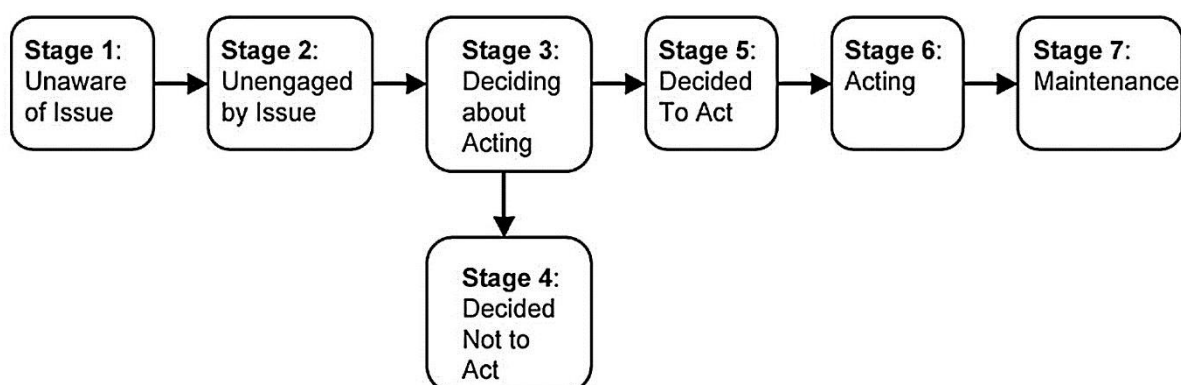 Stage 1:
Unaware
of Issue
Stage 2:
Unengaged
by Issue
Stage 3:
Deciding
about
Acting
Stage 5:
Decided
To Act
Stage 6:
Acting
Stage 7:
Maintenance
Stage 4:
Decided
Not to
Act